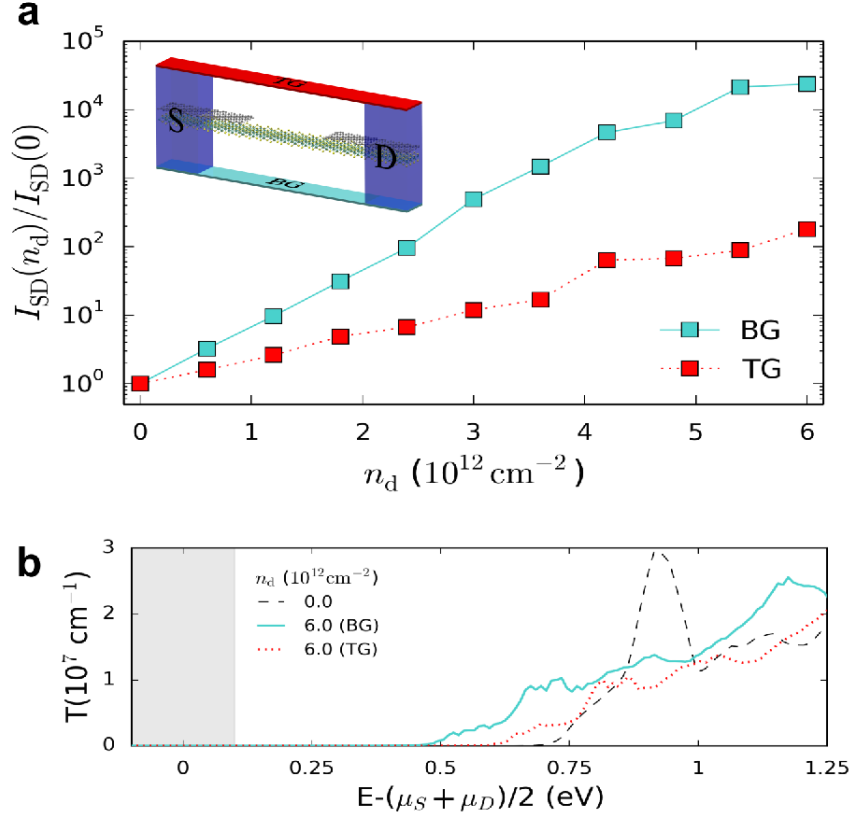 a
I_SD(n_d)/I_SD(0)
10^5
10^4
10^3
10^2
10^1
10^0
TG
S
D
BG
BG
TG
0 1 2 3 4 5 6
n_d (10^12 cm^−2)
b
T(10^7 cm^−1)
3
2
1
0
n_d (10^12 cm^−2)
0.0
6.0 (BG)
6.0 (TG)
0 0.25 0.5 0.75 1 1.25
E-(μ_S + μ_D)/2 (eV)